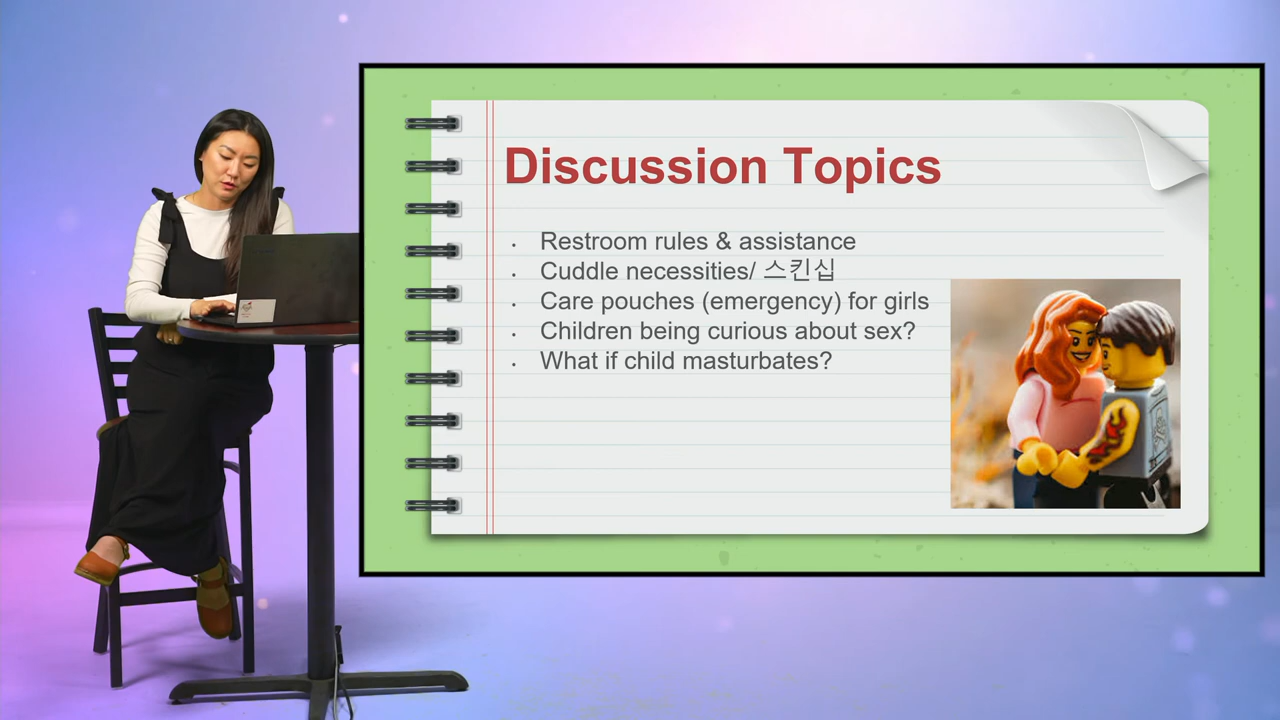 Discussion Topics
· Restroom rules & assistance
· Cuddle necessities/ 스킨십
· Care pouches (emergency) for girls
· Children being curious about sex?
· What if child masturbates?